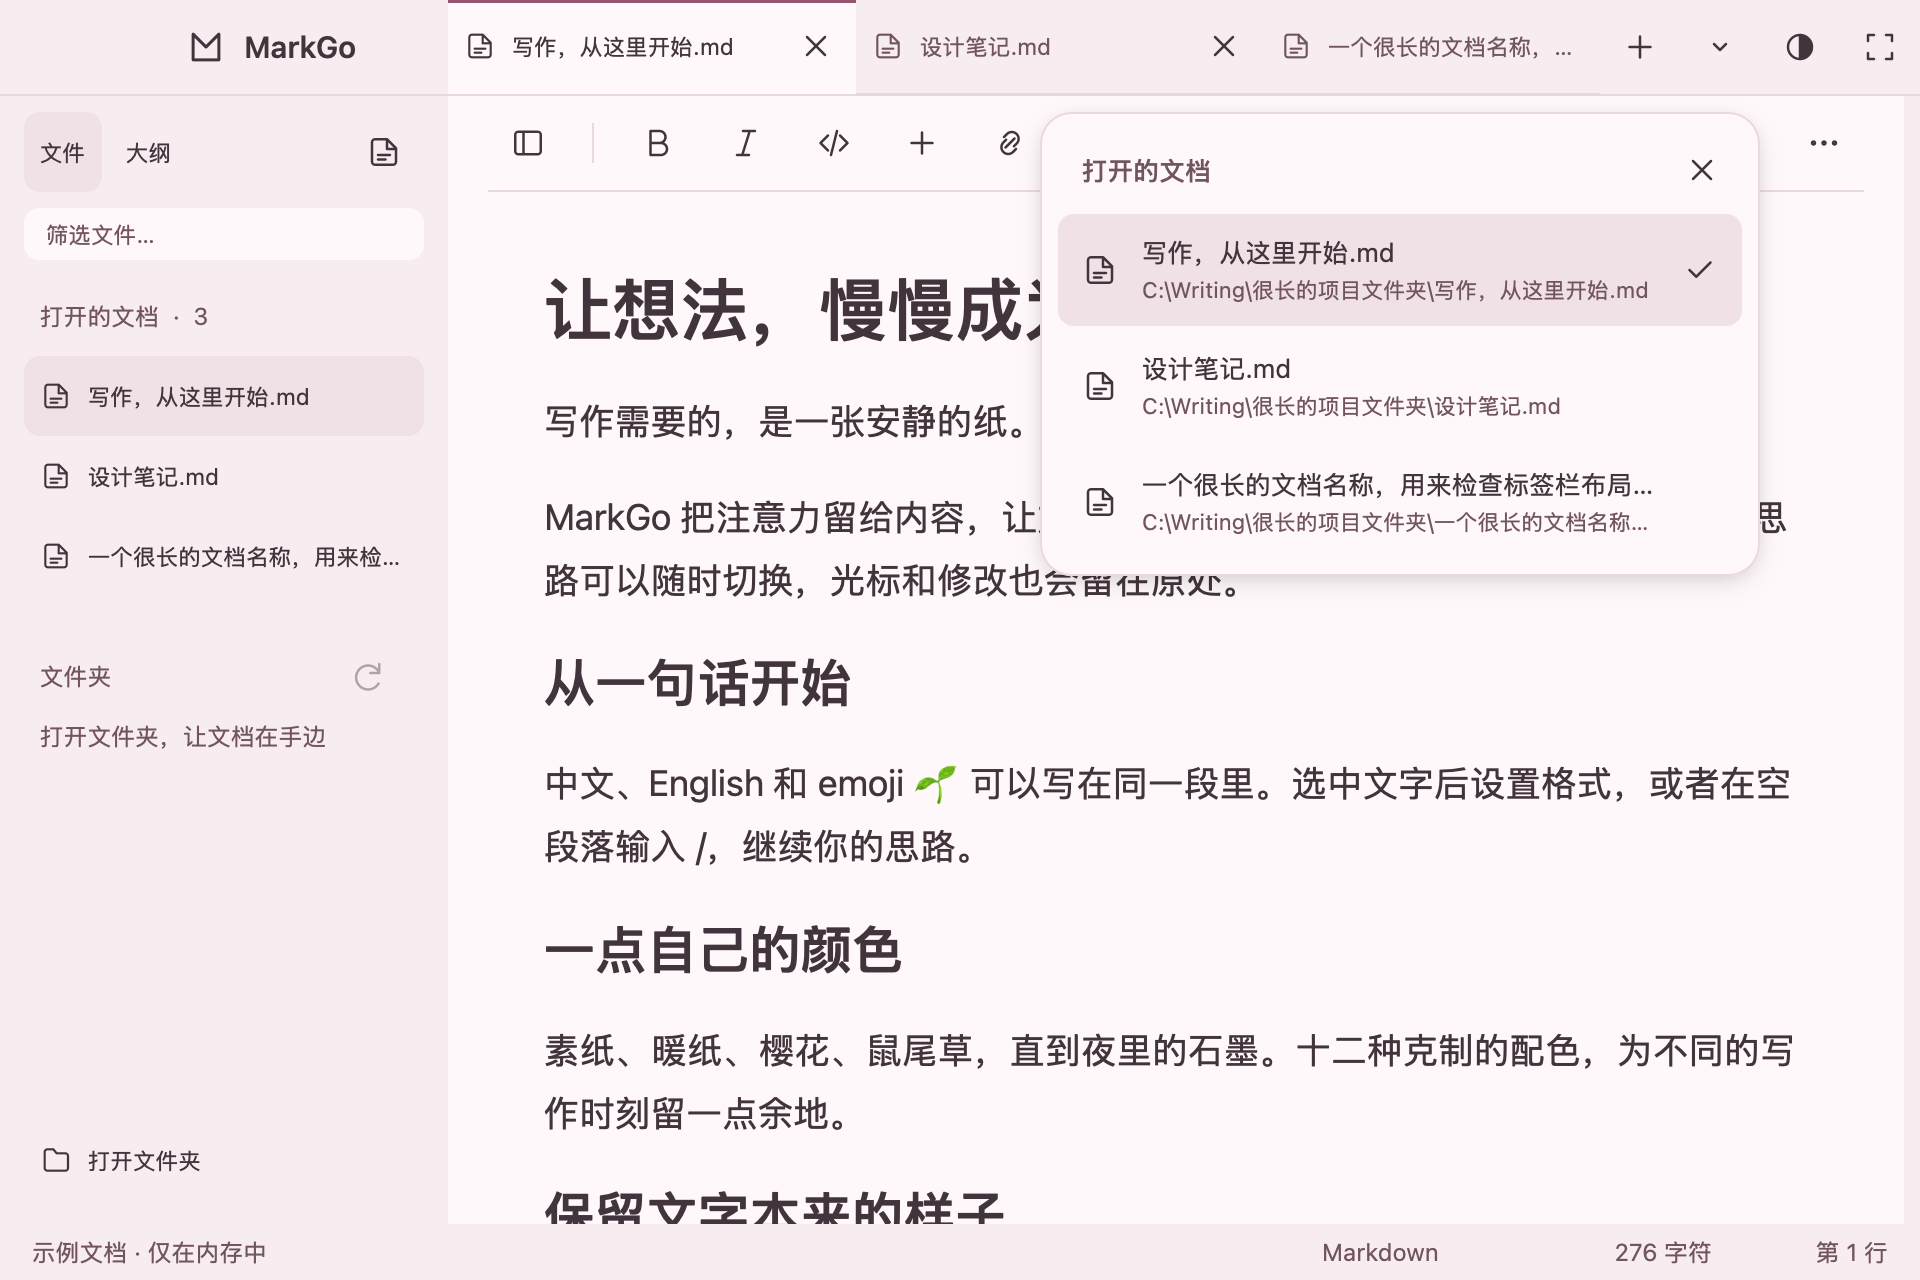 MarkGo
写作，从这里开始.md
设计笔记.md
一个很长的文档名称，...
文件
大纲
筛选文件...
打开的文档 · 3
写作，从这里开始.md
设计笔记.md
一个很长的文档名称，用来检...
文件夹
打开文件夹，让文档在手边
打开文件夹
打开的文档
写作，从这里开始.md
C:\Writing\很长的项目文件夹\写作，从这里开始.md
设计笔记.md
C:\Writing\很长的项目文件夹\设计笔记.md
一个很长的文档名称，用来检查标签栏布局...
C:\Writing\很长的项目文件夹\一个很长的文档名称...
让想法，慢慢成
写作需要的，是一张安静的纸。
MarkGo 把注意力留给内容，让
思
路可以随时切换，光标和修改也会留在原处。
从一句话开始
中文、English 和 emoji 🌱 可以写在同一段里。选中文字后设置格式，或者在空
段落输入 /，继续你的思路。
一点自己的颜色
素纸、暖纸、樱花、鼠尾草，直到夜里的石墨。十二种克制的配色，为不同的写
作时刻留一点余地。
保留文字本来的样子
示例文档 · 仅在内存中
Markdown
276 字符
第 1 行